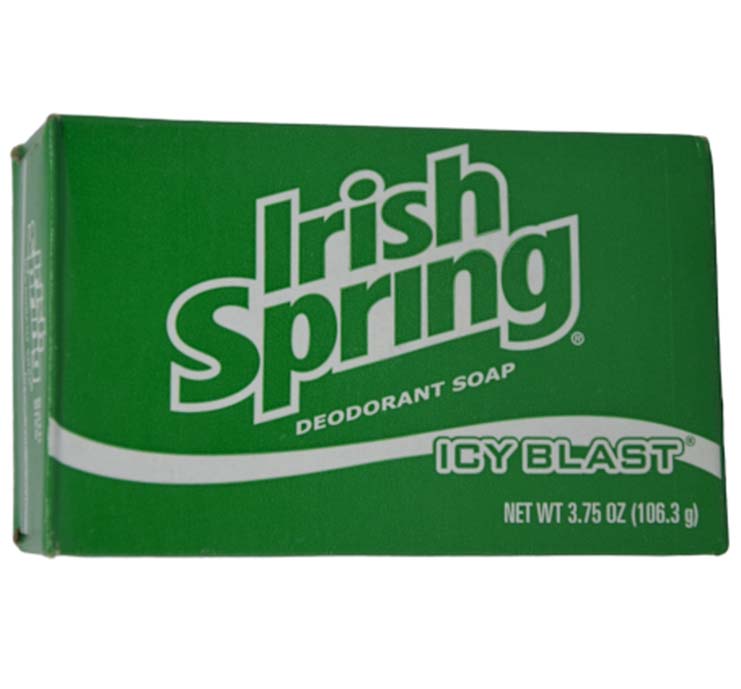 Irish
Spring®
DEODORANT SOAP
ICY BLAST®
NET WT 3.75 OZ (106.3 g)